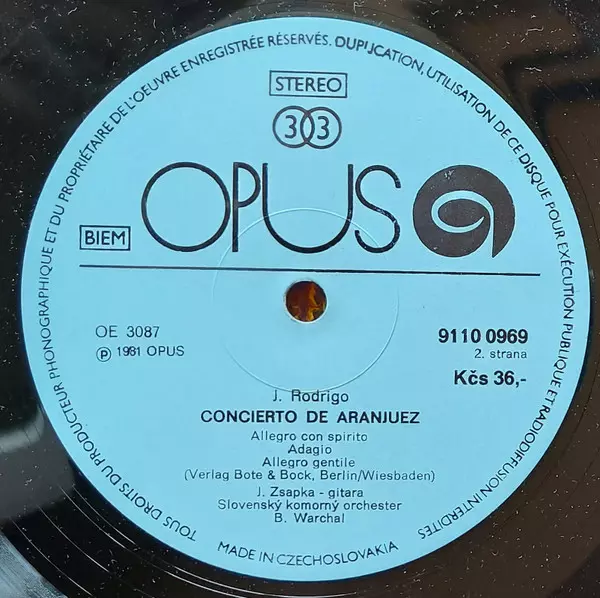 TOUS DROITS DU PRODUCTEUR PHONOGRAPHIQUE ET DU PROPRIÉTAIRE DE L'OEUVRE ENREGISTRÉE RÉSERVÉS. DUPLICATION, UTILISATION DE CE DISQUE POUR EXÉCUTION PUBLIQUE ET RADIODIFFUSION INTERDITES
STEREO
33
OPUS
BIEM
OE 3087
Ⓟ 1981 OPUS
9110 0969
2. strana
Kčs 36,-
J. Rodrigo
CONCIERTO DE ARANJUEZ
Allegro con spirito
Adagio
Allegro gentile
(Verlag Bote & Bock, Berlin/Wiesbaden)
J. Zsapka - gitara
Slovenský komorný orchester
B. Warchal
MADE IN CZECHOSLOVAKIA